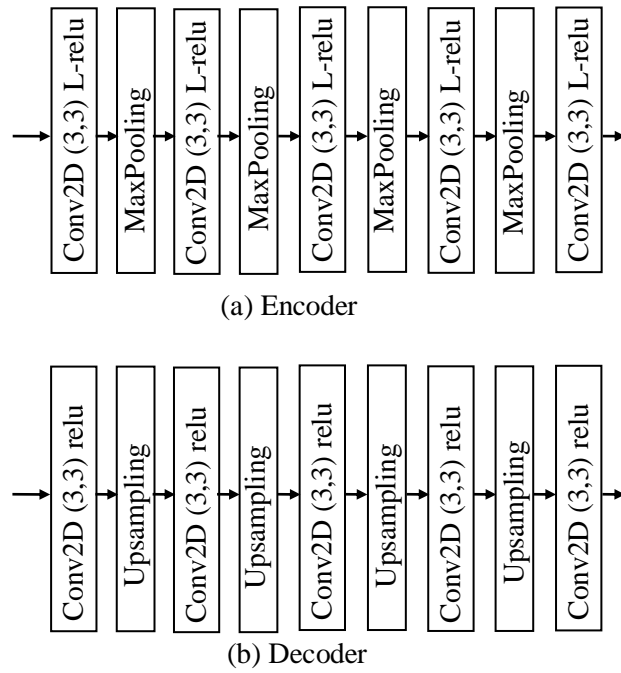 Conv2D (3,3) L-relu
MaxPooling
Conv2D (3,3) L-relu
MaxPooling
Conv2D (3,3) L-relu
MaxPooling
Conv2D (3,3) L-relu
MaxPooling
Conv2D (3,3) L-relu
(a) Encoder
Conv2D (3,3) relu
Upsampling
Conv2D (3,3) relu
Upsampling
Conv2D (3,3) relu
Upsampling
Conv2D (3,3) relu
Upsampling
Conv2D (3,3) relu
(b) Decoder